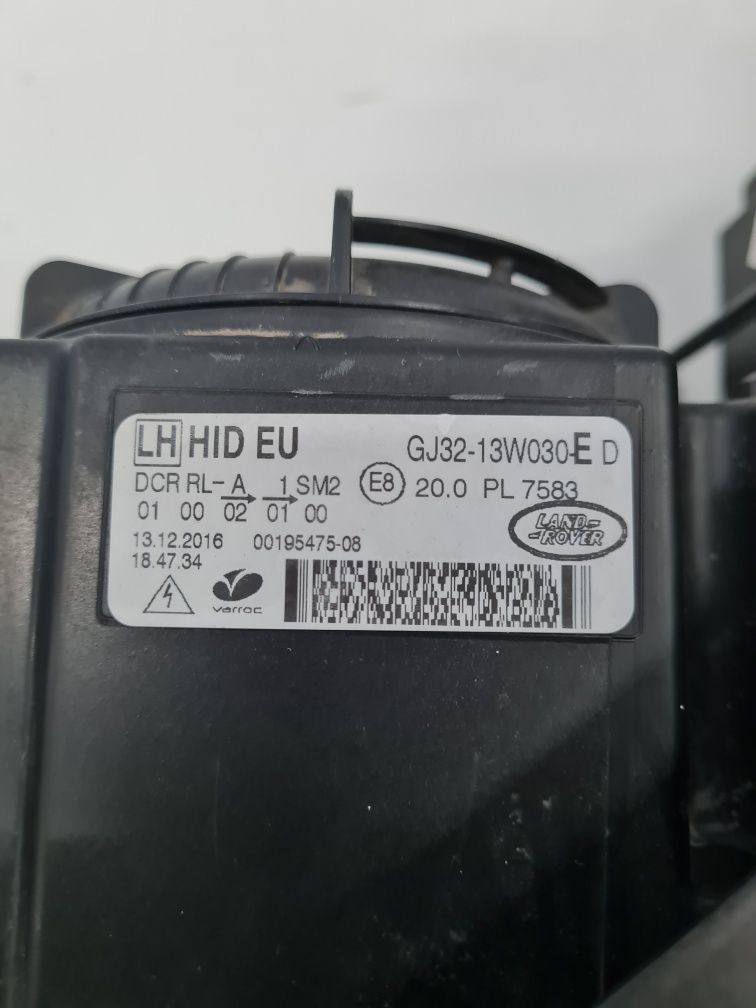 LH HID EU GJ32-13W030-E D
DCR RL-A 1 SM2 E8 20.0 PL 7583
01 00 02 01 00
LAND-
-ROVER
13.12.2016 00195475-08
18.47.34
varroc